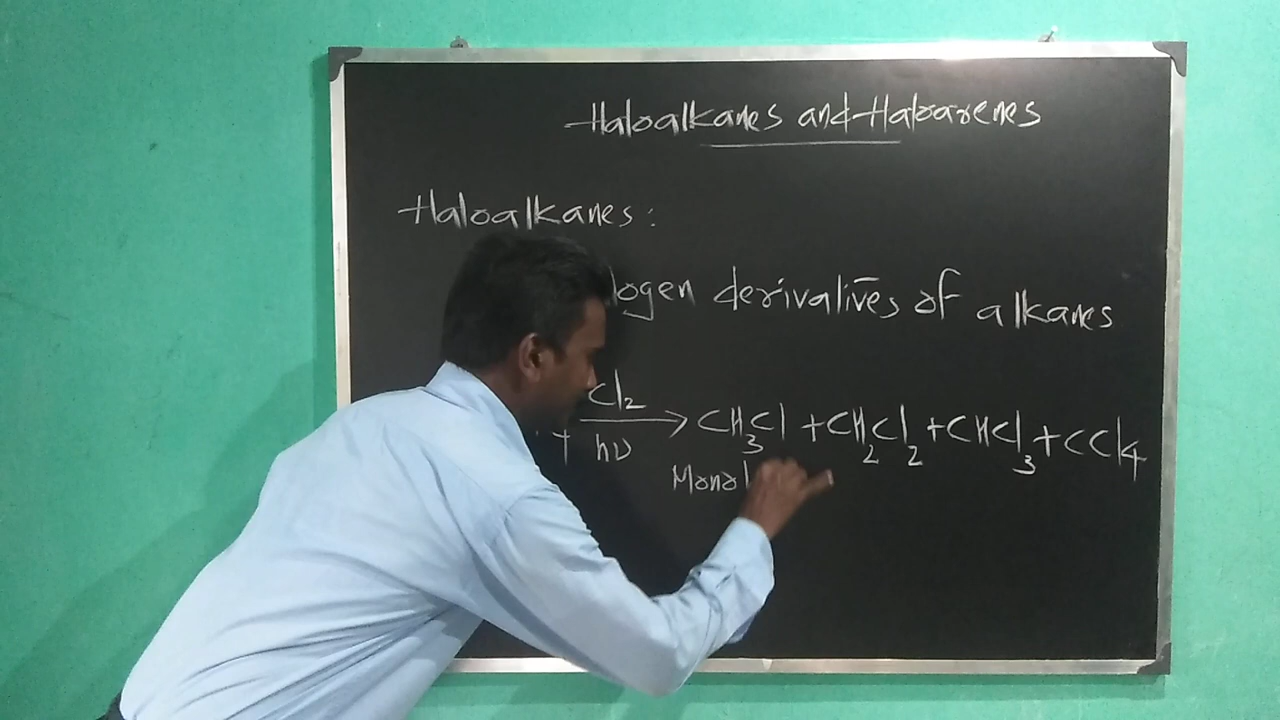 Haloalkanes and Haloarenes
Haloalkanes:
logen derivatives of alkanes
Cl₂
hν → CH₃Cl + CH₂Cl₂ + CHCl₃ + CCl₄
Mono